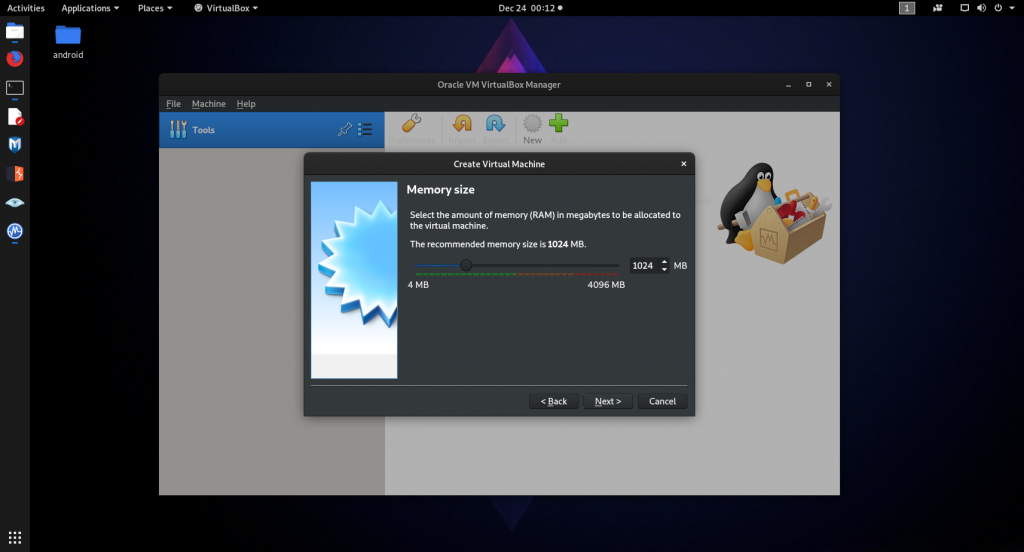 Activities Applications Places VirtualBox Dec 24 00:12 1
android
Oracle VM VirtualBox Manager
File Machine Help
Tools
Preferences Import Export New Add
Create Virtual Machine
Memory size
Select the amount of memory (RAM) in megabytes to be allocated to
the virtual machine.
The recommended memory size is 1024 MB.
1024 MB
4 MB 4096 MB
< Back Next > Cancel